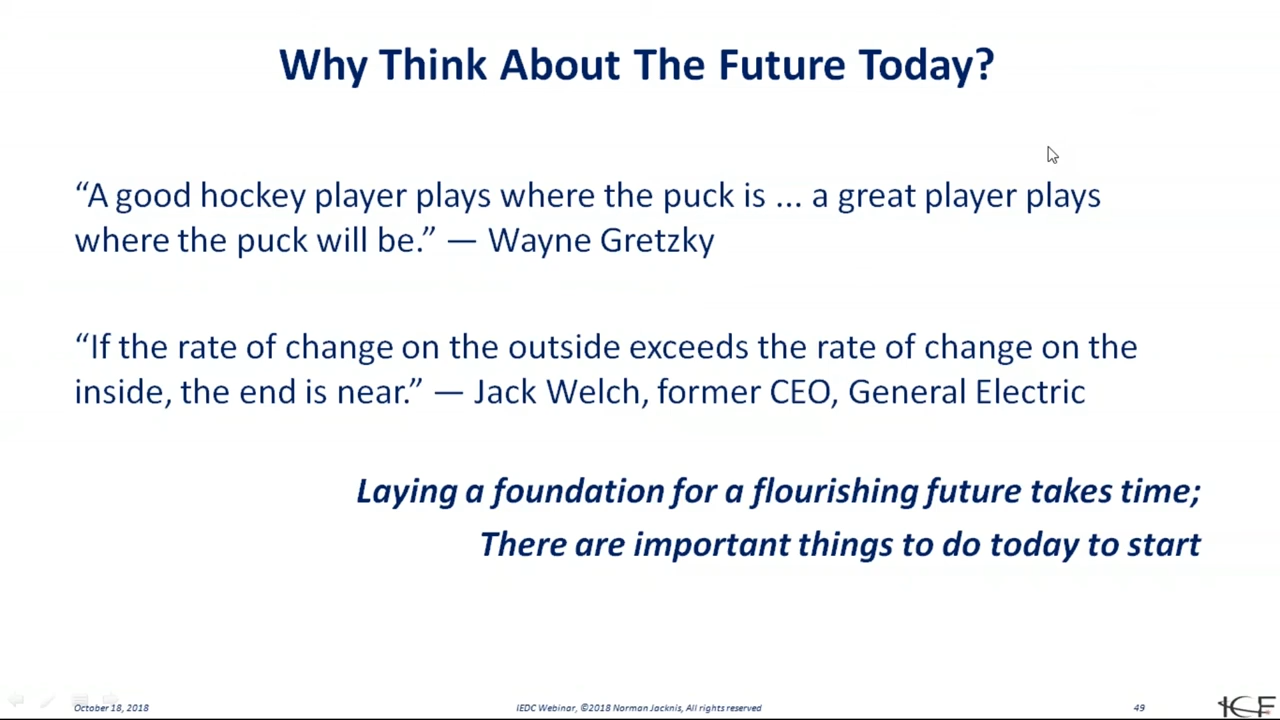 Why Think About The Future Today?
“A good hockey player plays where the puck is ... a great player plays
where the puck will be.” — Wayne Gretzky
“If the rate of change on the outside exceeds the rate of change on the
inside, the end is near.” — Jack Welch, former CEO, General Electric
Laying a foundation for a flourishing future takes time;
There are important things to do today to start
October 18, 2018
IEDC Webinar, ©2018 Norman Jacknis, All rights reserved
49
ICF